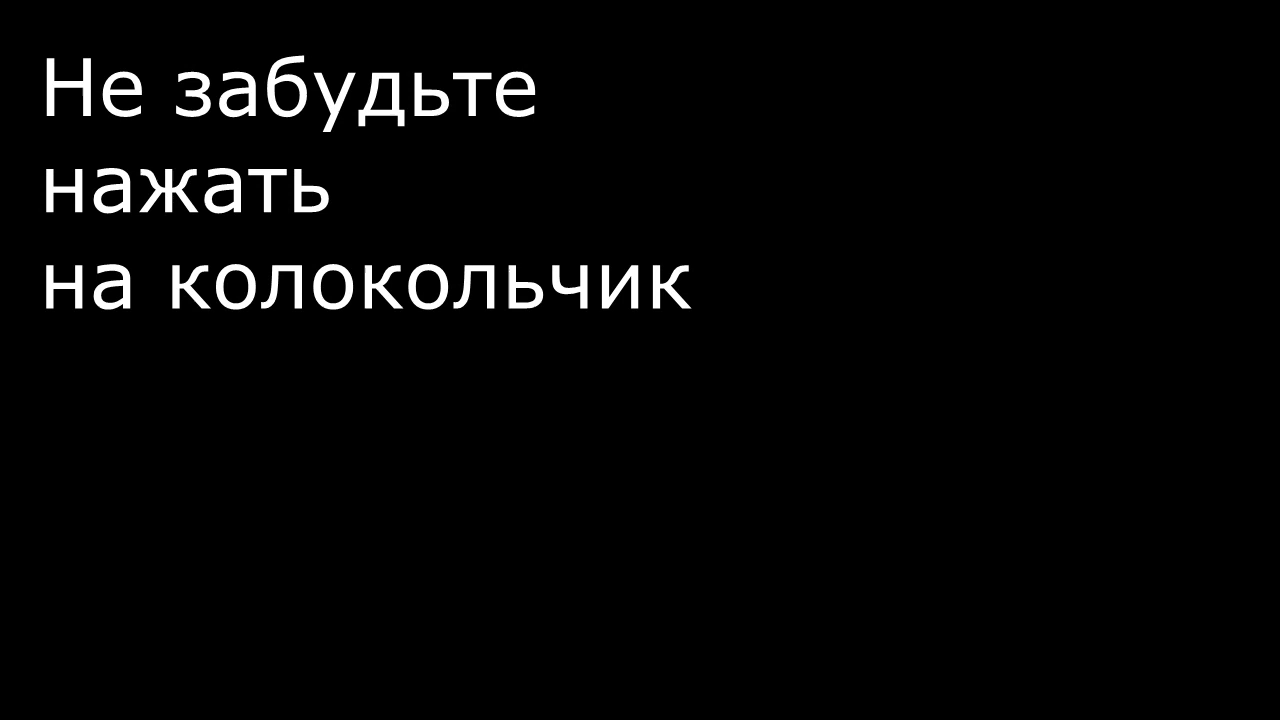 Не забудьте
нажать
на колокольчик